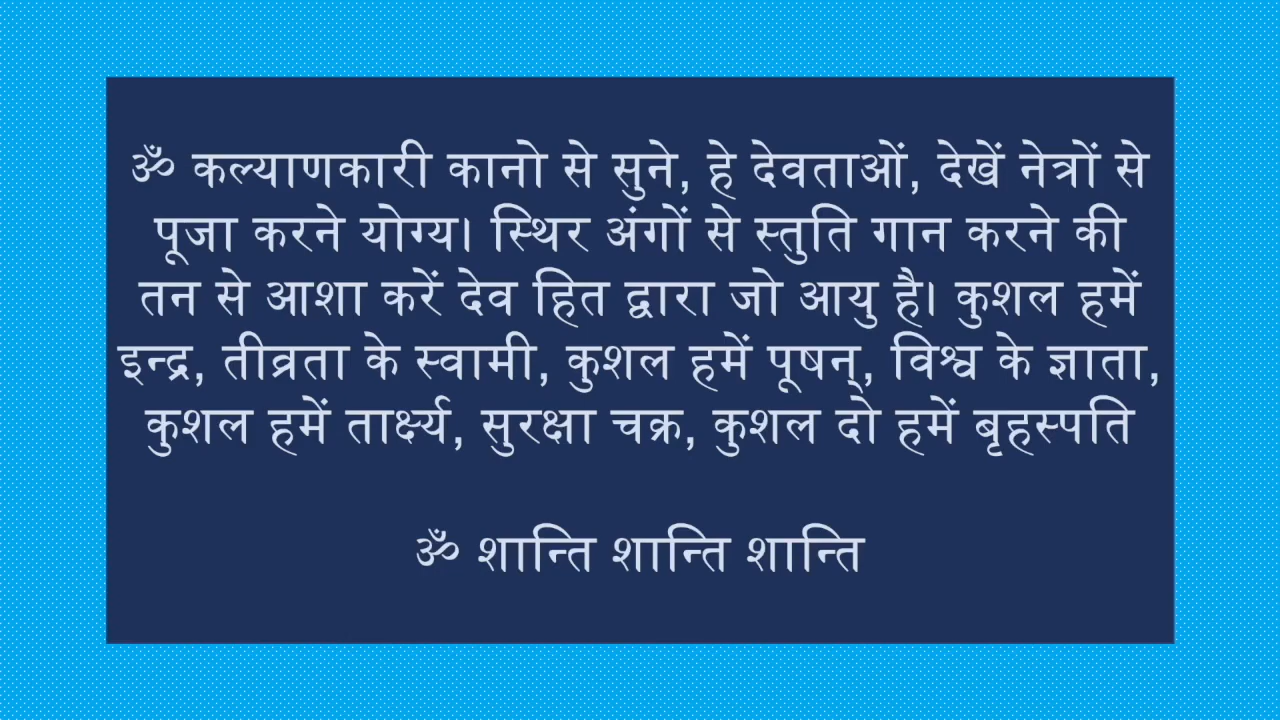 ॐ कल्याणकारी कानो से सुने, हे देवताओं, देखें नेत्रों से
पूजा करने योग्य। स्थिर अंगों से स्तुति गान करने की
तन से आशा करें देव हित द्वारा जो आयु है। कुशल हमें
इन्द्र, तीव्रता के स्वामी, कुशल हमें पूषन्, विश्व के ज्ञाता,
कुशल हमें तार्क्ष्य, सुरक्षा चक्र, कुशल दो हमें बृहस्पति
ॐ शान्ति शान्ति शान्ति